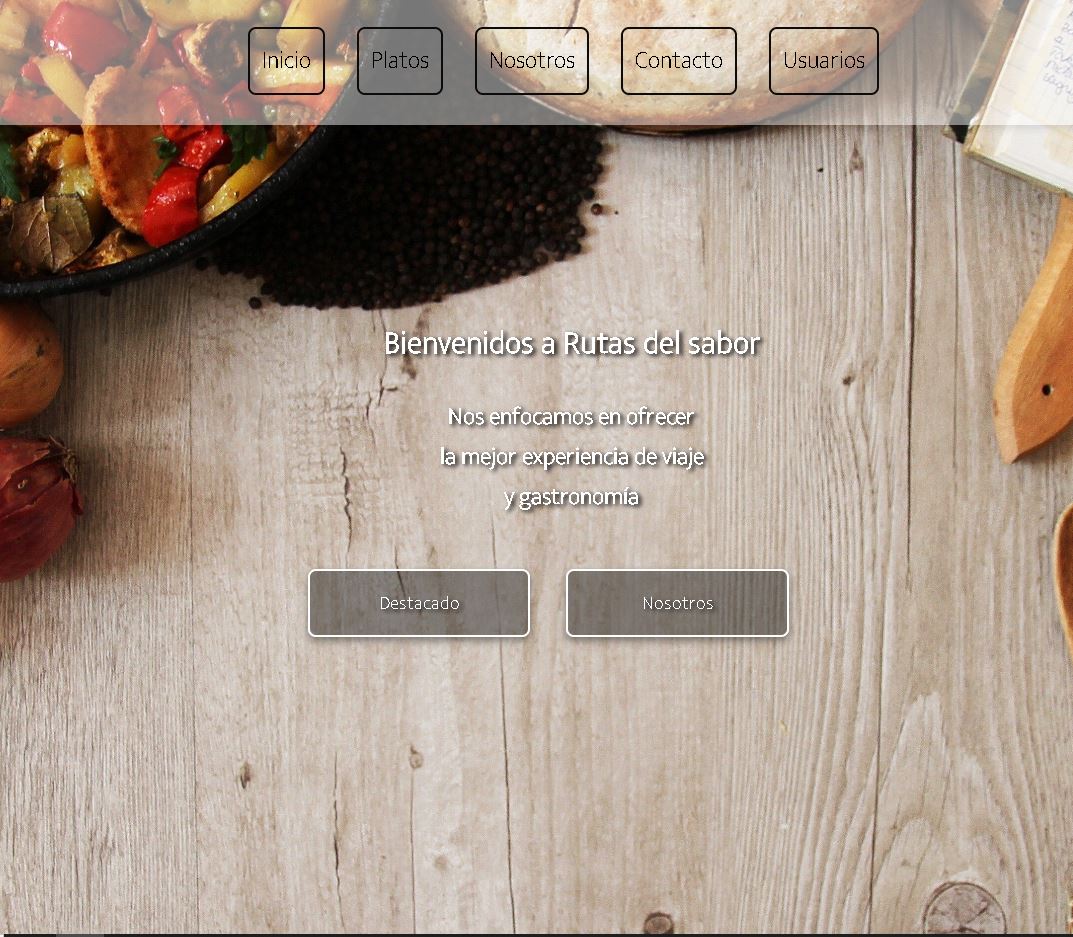 Inicio Platos Nosotros Contacto Usuarios
Bienvenidos a Rutas del sabor
Nos enfocamos en ofrecer
la mejor experiencia de viaje
y gastronomía
Destacado Nosotros